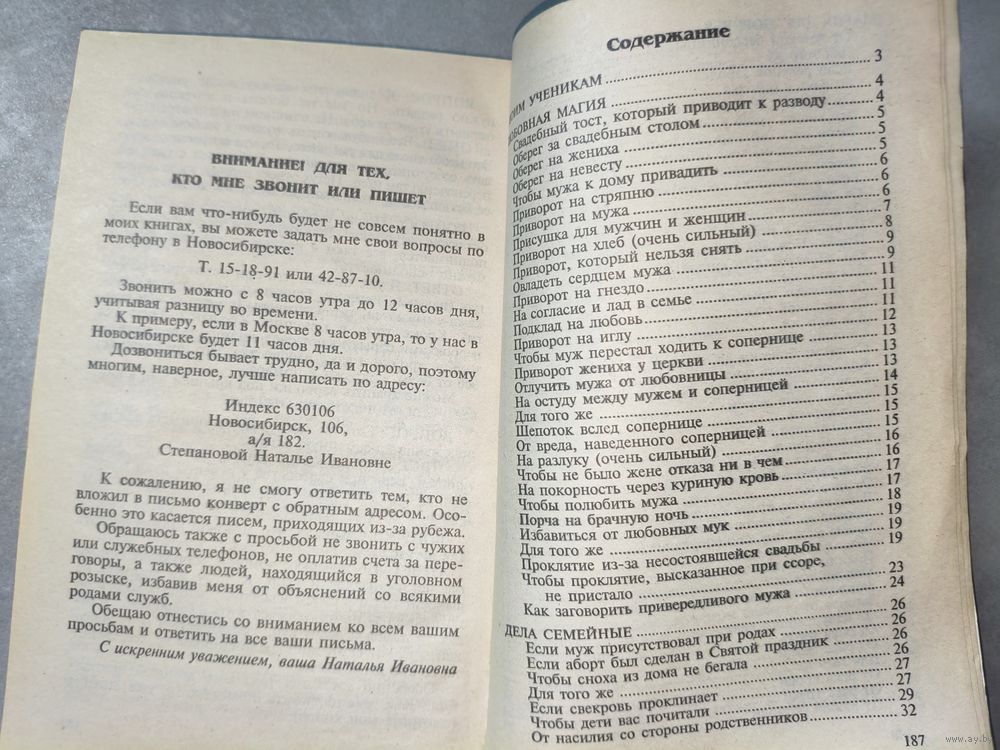 ВНИМАНИЕ! ДЛЯ ТЕХ,
КТО МНЕ ЗВОНИТ ИЛИ ПИШЕТ
Если вам что-нибудь будет не совсем понятно в
моих книгах, вы можете задать мне свои вопросы по
телефону в Новосибирске:
Т. 15-18-91 или 42-87-10.
Звонить можно с 8 часов утра до 12 часов дня,
учитывая разницу во времени.
К примеру, если в Москве 8 часов утра, то у нас в
Новосибирске будет 11 часов дня.
Дозвониться бывает трудно, да и дорого, поэтому
многим, наверное, лучше написать по адресу:
Индекс 630106
Новосибирск, 106,
а/я 182.
Степановой Наталье Ивановне
К сожалению, я не смогу ответить тем, кто не
вложил в письмо конверт с обратным адресом. Осо-
бенно это касается писем, приходящих из-за рубежа.
Обращаюсь также с просьбой не звонить с чужих
или служебных телефонов, не оплатив счета за пере-
говоры, а также людей, находящийся в уголовном
розыске, избавив меня от объяснений со всякими
родами служб.
Обещаю отнестись со вниманием ко всем вашим
просьбам и ответить на все ваши письма.
С искренним уважением, ваша Наталья Ивановна
Содержание
ОИМ УЧЕНИКАМ 3
ЮБОВНАЯ МАГИЯ 4
Свадебный тост, который приводит к разводу 4
Оберег за свадебным столом 5
Оберег на жениха 5
Оберег на невесту 5
Чтобы мужа к дому привадить 6
Приворот на стряпню 6
Приворот на мужа 6
Присушка для мужчин и женщин 7
Приворот на хлеб (очень сильный) 8
Приворот, который нельзя снять 9
Овладеть сердцем мужа 9
Приворот на гнездо 11
На согласие и лад в семье 11
Подклад на любовь 11
Приворот на иглу 12
Чтобы муж перестал ходить к сопернице 13
Приворот жениха у церкви 13
Отлучить мужа от любовницы 13
На остуду между мужем и соперницей 14
Для того же 15
Шепоток вслед сопернице 15
От вреда, наведенного соперницей 15
На разлуку (очень сильный) 16
Чтобы не было жене отказа ни в чем 16
На покорность через куриную кровь 17
Чтобы полюбить мужа 17
Порча на брачную ночь 18
Избавиться от любовных мук 19
Для того же 19
Проклятие из-за несостоявшейся свадьбы 19
Чтобы проклятие, высказанное при ссоре,
не пристало 23
Как заговорить привередливого мужа 24
ДЕЛА СЕМЕЙНЫЕ 26
Если муж присутствовал при родах 26
Если аборт был сделан в Святой праздник 26
Чтобы сноха из дома не бегала 26
Для того же 27
Если свекровь проклинает 27
Чтобы дети вас почитали 29
От насилия со стороны родственников 32
187
www.ay.by